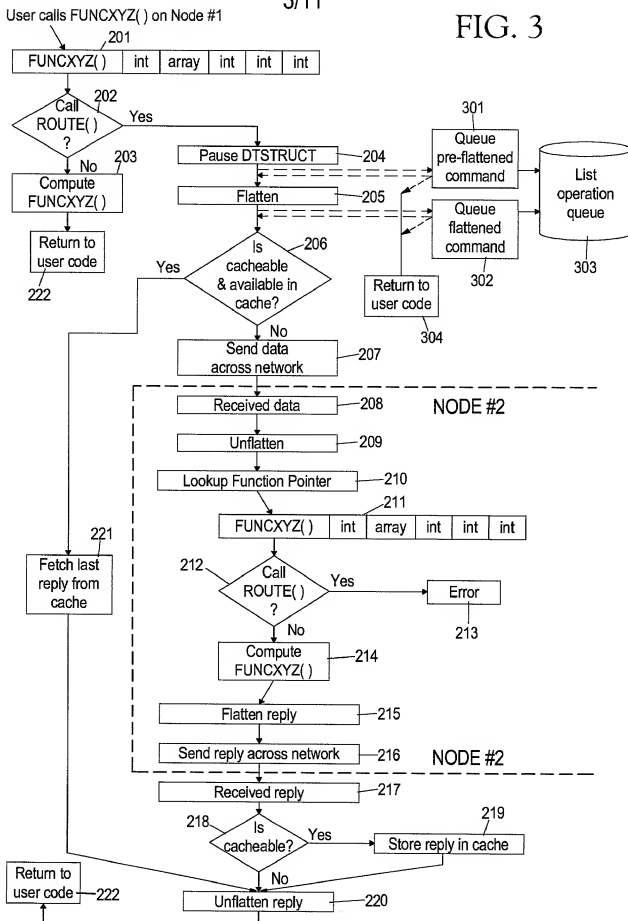 3/11
FIG. 3
User calls FUNCXYZ() on Node #1
201
FUNCXYZ() int array int int int
202
Call
ROUTE()
?
Yes
No
203
Compute
FUNCXYZ()
Return to
user code
222
Pause DTSTRUCT
204
Flatten
205
206
Is
cacheable
& available in
cache?
Yes
No
301
Queue
pre-flattened
command
Queue
flattened
command
302
List
operation
queue
303
Return to
user code
304
Send data
across network
207
NODE #2
Received data
208
Unflatten
209
Lookup Function Pointer
210
211
FUNCXYZ() int array int int int
212
Call
ROUTE()
?
Yes
Error
213
No
Compute
FUNCXYZ()
214
221
Fetch last
reply from
cache
Flatten reply
215
Send reply across network
216
NODE #2
Received reply
217
218
Is
cacheable?
Yes
219
Store reply in cache
No
Return to
user code
222
Unflatten reply
220